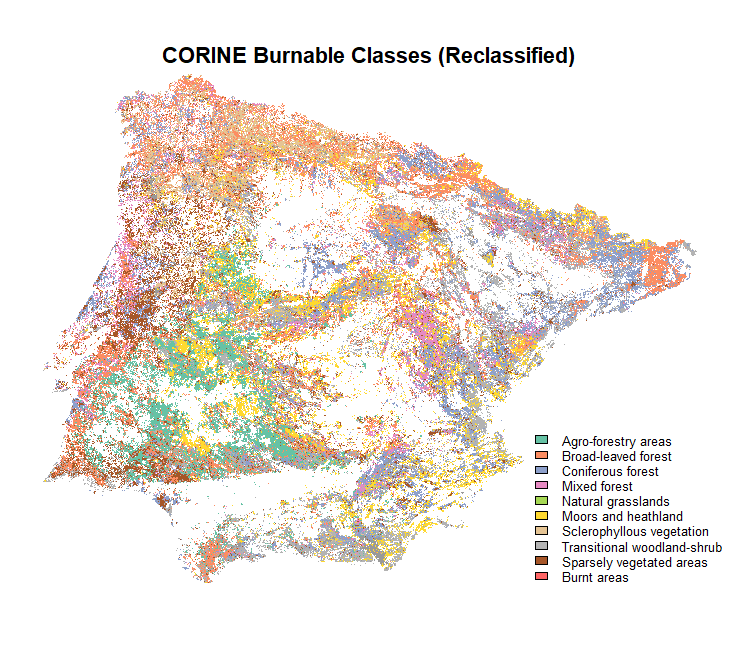 CORINE Burnable Classes (Reclassified)
Agro-forestry areas
Broad-leaved forest
Coniferous forest
Mixed forest
Natural grasslands
Moors and heathland
Sclerophyllous vegetation
Transitional woodland-shrub
Sparsely vegetated areas
Burnt areas